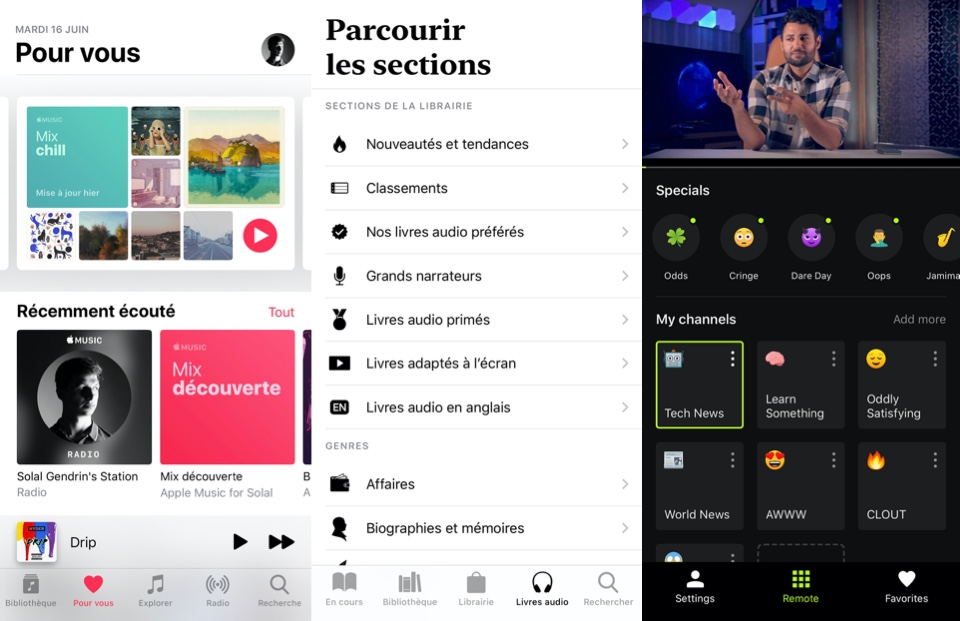 MARDI 16 JUIN
Pour vous
MUSIC
Mix
chill
Mise à jour hier
Récemment écouté
Tout
MUSIC
RADIO
MUSIC
Mix
découverte
Solal Gendrin's Station
Radio
Mix découverte
Apple Music for Solal
B
A
DRIP
Drip
Bibliothèque
Pour vous
Explorer
Radio
Recherche
Parcourir
les sections
SECTIONS DE LA LIBRAIRIE
Nouveautés et tendances
Classements
Nos livres audio préférés
Grands narrateurs
Livres audio primés
Livres adaptés à l'écran
EN
Livres audio en anglais
GENRES
Affaires
Biographies et mémoires
En cours
Bibliothèque
Librairie
Livres audio
Rechercher
Specials
Odds
Cringe
Dare Day
Oops
Jamima
My channels
Add more
Tech News
Learn
Something
Oddly
Satisfying
World News
AWWW
CLOUT
Settings
Remote
Favorites